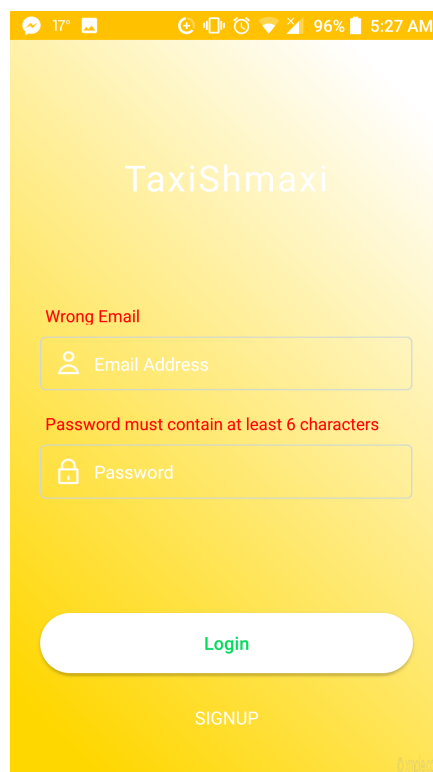 17° 96% 5:27 AM
TaxiShmaxi
Wrong Email
Email Address
Password must contain at least 6 characters
Password
Login
SIGNUP